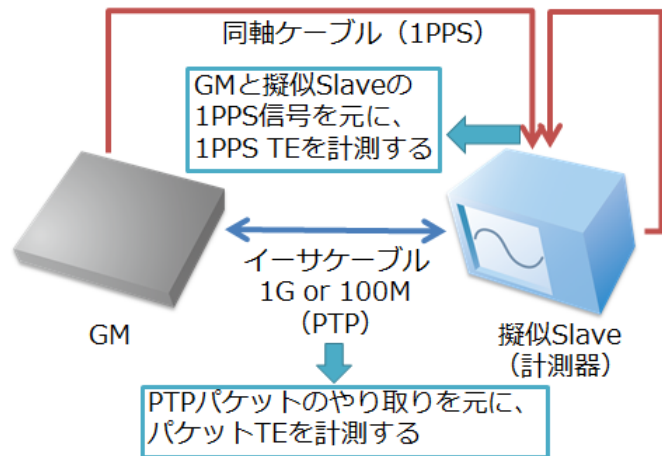 同軸ケーブル（1PPS）
GMと擬似Slaveの
1PPS信号を元に、
1PPS TEを計測する
イーサケーブル
1G or 100M
（PTP）
GM
擬似Slave
（計測器）
PTPパケットのやり取りを元に、
パケットTEを計測する